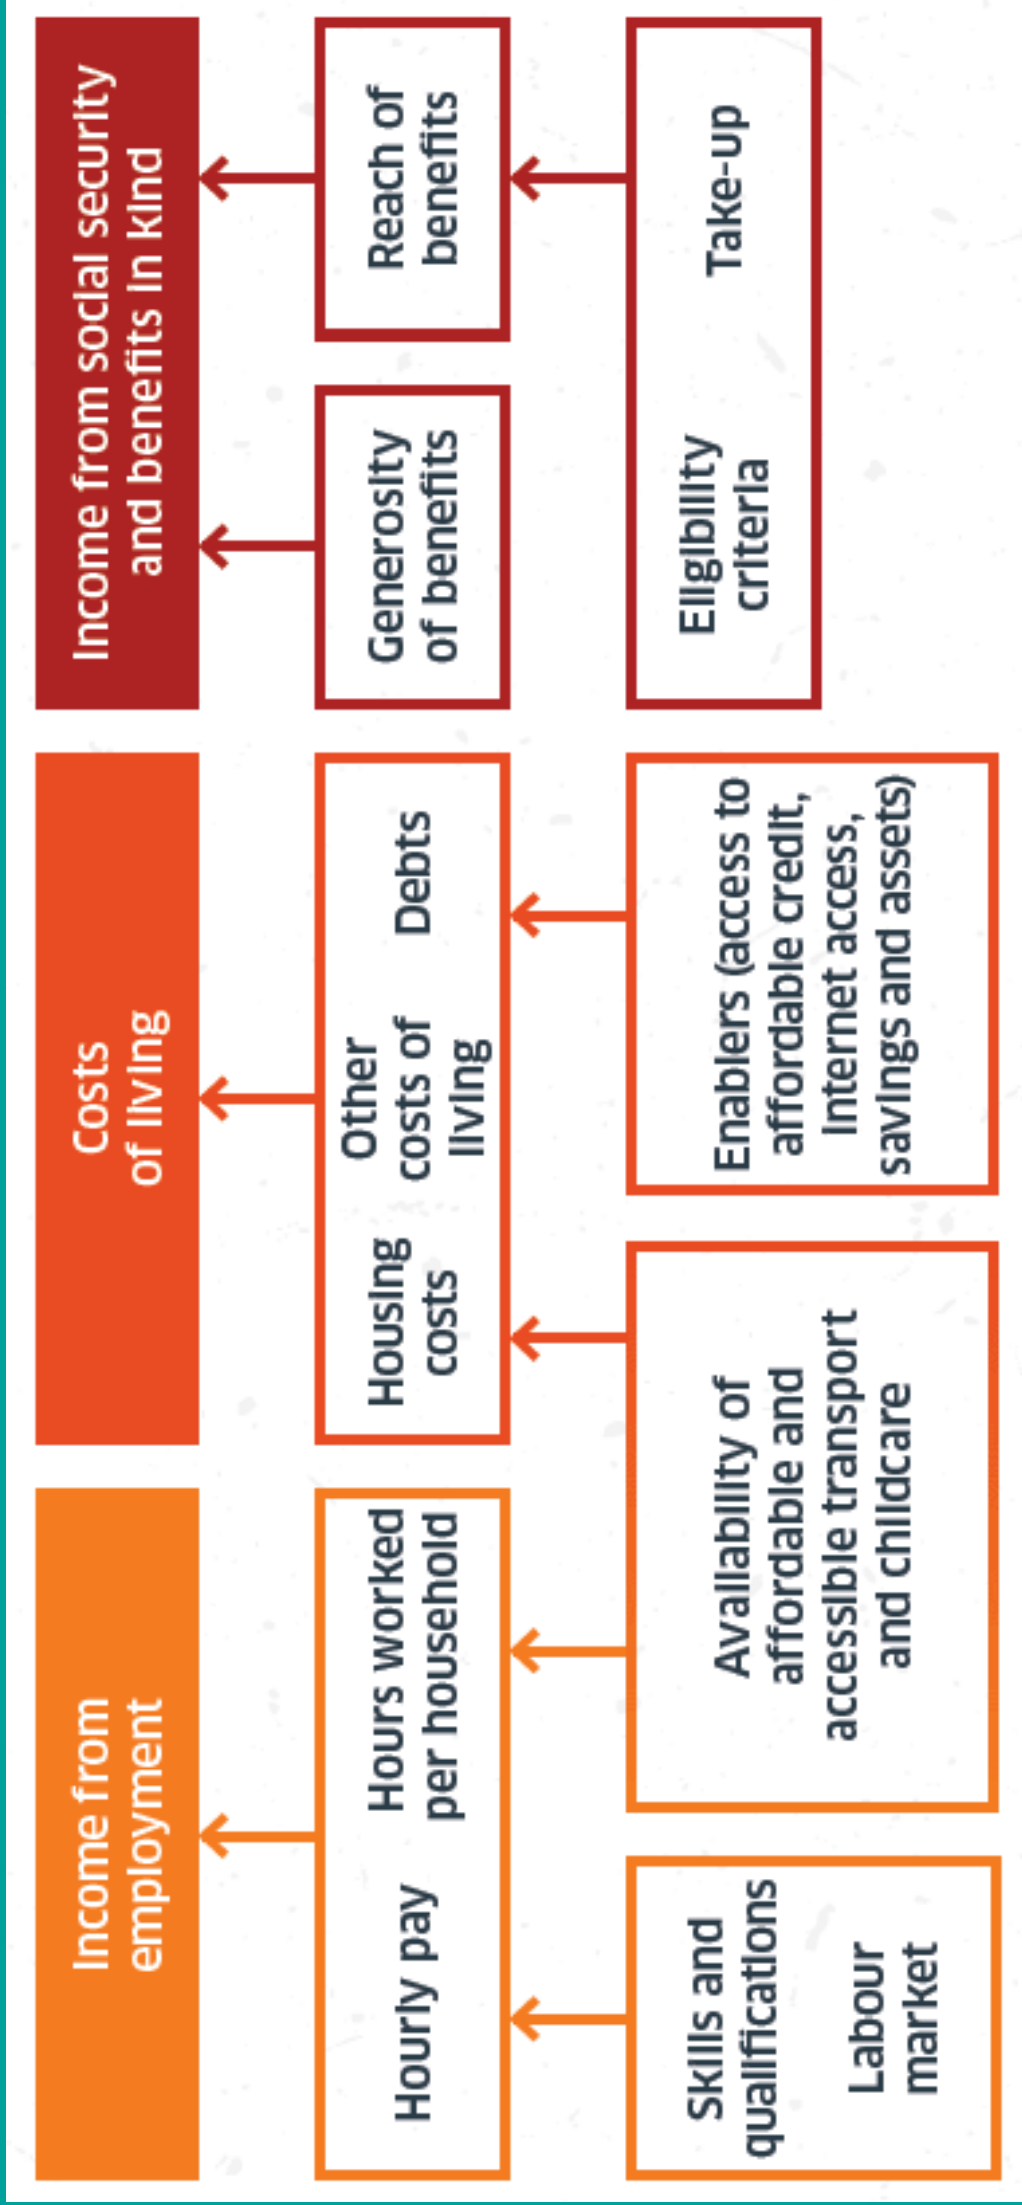 Income from
employment
Costs
of living
Income from social security
and benefits in kind
Hourly pay
Hours worked
per household
Housing
costs
Other
costs of
living
Debts
Generosity
of benefits
Reach of
benefits
Skills and
qualifications
Labour
market
Availability of
affordable and
accessible transport
and childcare
Enablers (access to
affordable credit,
internet access,
savings and assets)
Eligibility
criteria
Take-up